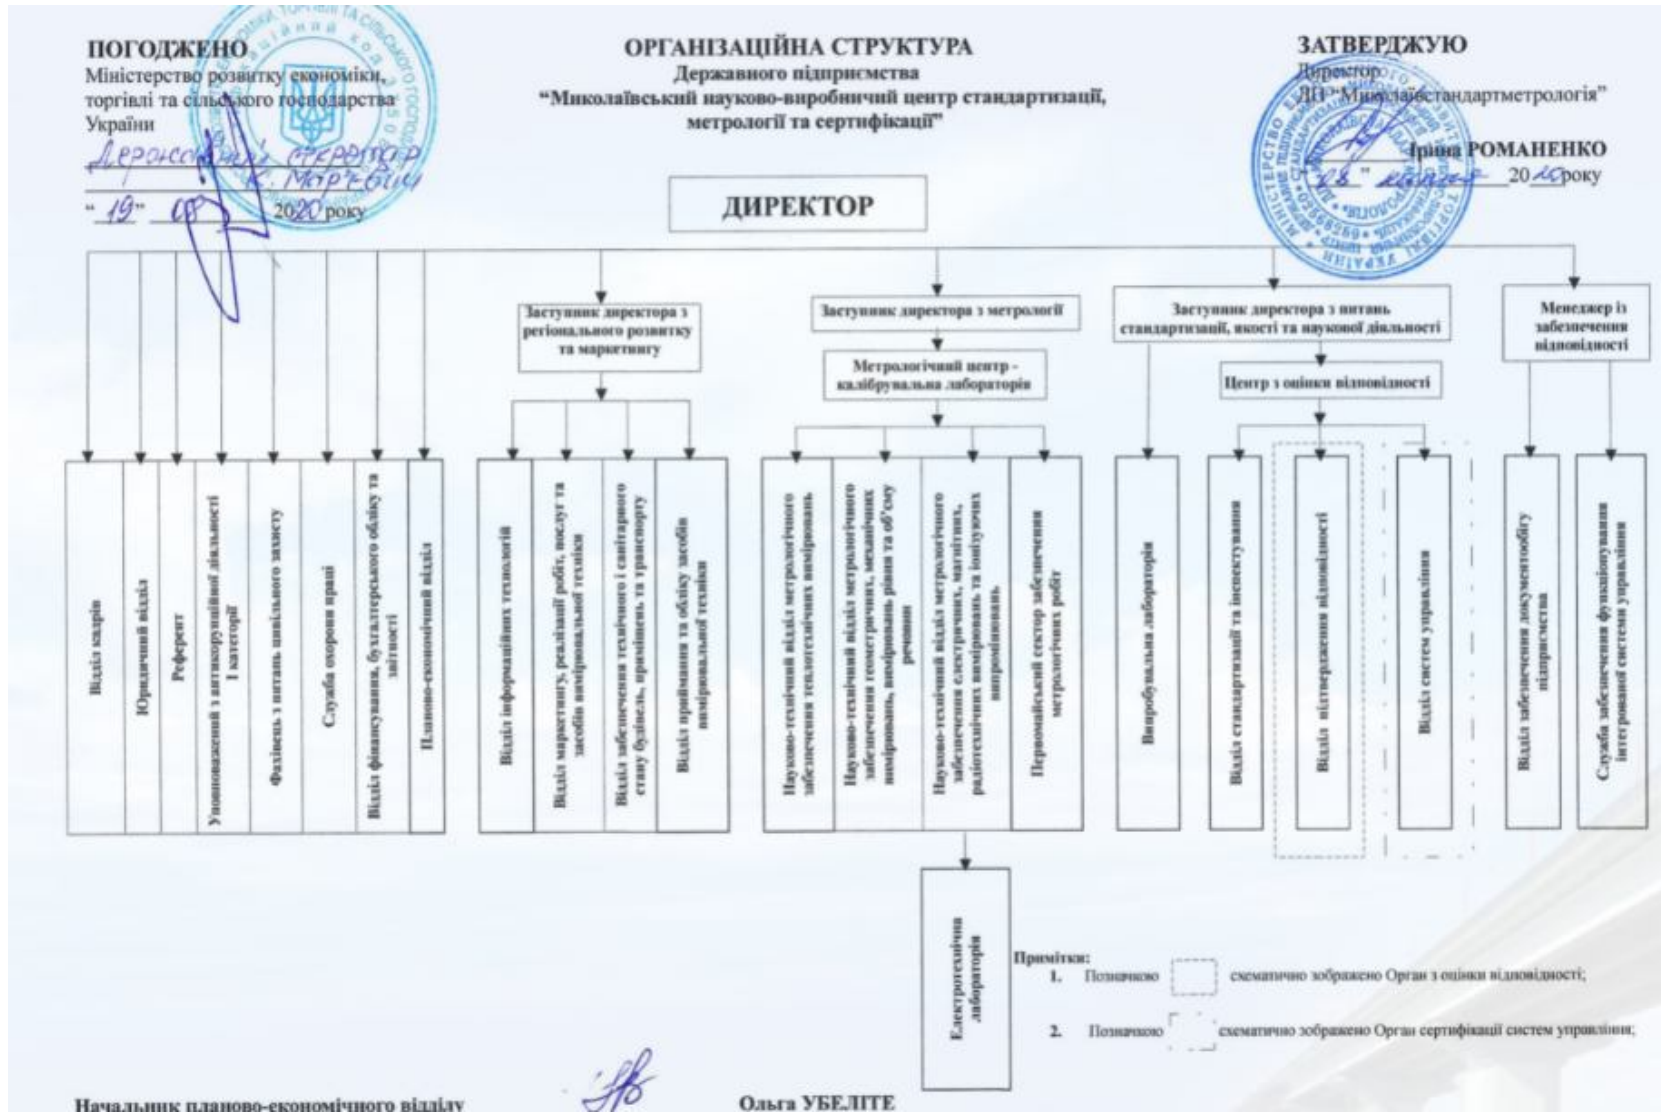 ПОГОДЖЕНО
Міністерство розвитку економіки,
торгівлі та сільського господарства
України
Державний секретар
"19" 08 2020 року
ОРГАНІЗАЦІЙНА СТРУКТУРА
Державного підприємства
“Миколаївський науково-виробничий центр стандартизації,
метрології та сертифікації”
ЗАТВЕРДЖУЮ
Директор
ДП “Миколаївстандартметрологія”
Ірина РОМАНЕНКО
2020 року
ДИРЕКТОР
Заступник директора з
регіонального розвитку
та маркетингу
Заступник директора з метрології
Метрологічний центр -
калібрувальна лабораторія
Заступник директора з питань
стандартизації, якості та наукової діяльності
Центр з оцінки відповідності
Менеджер із
забезпечення
відповідності
Відділ кадрів
Юридичний відділ
Референт
Уповноважений з антикорупційної діяльності
I категорії
Фахівець з питань цивільного захисту
Служба охорони праці
Відділ фінансування, бухгалтерського обліку та
звітності
Планово-економічний відділ
Відділ інформаційних технологій
Відділ маркетингу, реалізації робіт, послуг та
засобів вимірювальної техніки
Відділ забезпечення технічного і санітарного
стану будівель, приміщень та транспорту
Відділ приймання та обліку засобів
вимірювальної техніки
Науково-технічний відділ метрологічного
забезпечення теплотехнічних вимірювань
Науково-технічний відділ метрологічного
забезпечення геометричних, механічних
вимірювань, вимірювань рівня та об'єму
речовин
Науково-технічний відділ метрологічного
забезпечення електричних, магнітних,
радіотехнічних вимірювань та іонізуючих
випромінювань
Первомайський сектор забезпечення
метрологічних робіт
Випробувальна лабораторія
Відділ стандартизації та інспектування
Відділ підтвердження відповідності
Відділ систем управління
Відділ забезпечення документообігу
підприємства
Служба забезпечення функціонування
інтегрованої системи управління
Електротехнічна
лабораторія
Примітки:
1. Позначкою схематично зображено Орган з оцінки відповідності;
2. Позначкою схематично зображено Орган сертифікації систем управління;
Начальник планово-економічного відділу Ольга УБЕЛІТЕ